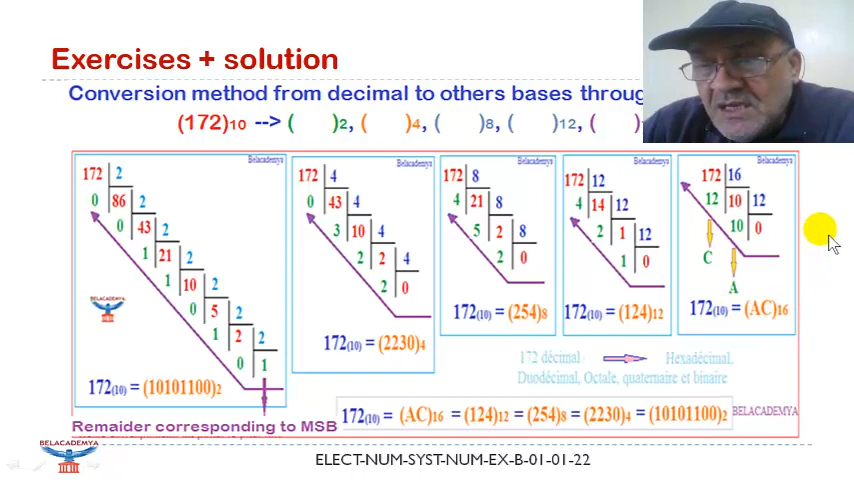 Exercises + solution
Conversion method from decimal to others bases throug
(172)10 --> ( )2, ( )4, ( )8, ( )12, (
Belacademya
172 2
0 86 2
0 43 2
1 21 2
1 10 2
0 5 2
1 2 2
0 1
BELACADEMYA
172(10) = (10101100)2
Belacademya
172 4
0 43 4
3 10 4
2 2 4
2 0
172(10) = (2230)4
Belacademya
172 8
4 21 8
5 2 8
2 0
172(10) = (254)8
Belacademya
172 12
4 14 12
2 1 12
1 0
172(10) = (124)12
Belacademya
172 16
12 10 12
10 0
C
A
172(10) = (AC)16
172 décimal Hexadécimal,
Duodécimal, Octale, quaternaire et binaire
172(10) = (AC)16 = (124)12 = (254)8 = (2230)4 = (10101100)2 BELACADEMYA
Remaider corresponding to MSB
BELACADEMYA
ELECT-NUM-SYST-NUM-EX-B-01-01-22